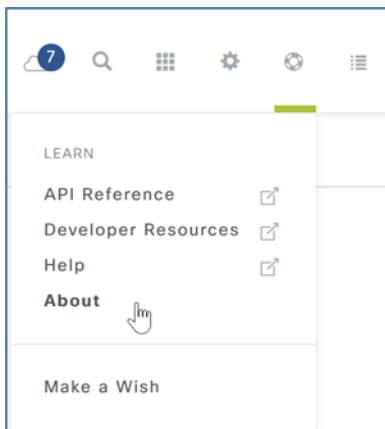 7
LEARN
API Reference
Developer Resources
Help
About
Make a Wish